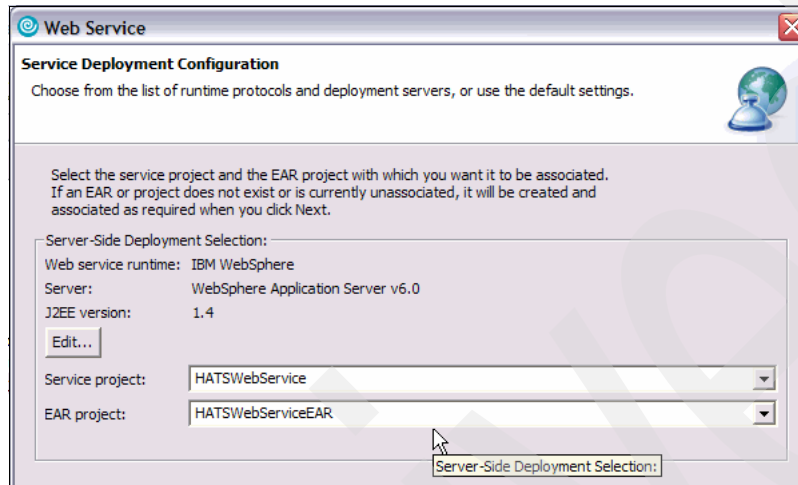 Web Service
Service Deployment Configuration
Choose from the list of runtime protocols and deployment servers, or use the default settings.
Select the service project and the EAR project with which you want it to be associated.
If an EAR or project does not exist or is currently unassociated, it will be created and
associated as required when you click Next.
Server-Side Deployment Selection:
Web service runtime: IBM WebSphere
Server: WebSphere Application Server v6.0
J2EE version: 1.4
Edit...
Service project: HATSWebService
EAR project: HATSWebServiceEAR
Server-Side Deployment Selection: